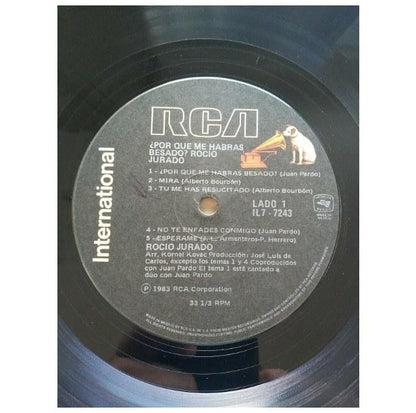 RCA
International
¿POR QUE ME HABRAS
BESADO? ROCIO
JURADO
1 - ¿POR QUE ME HABRAS BESADO? (Juan Pardo)
2 - MIRA (Alberto Bourbón)
3 - TU ME HAS RESUCITADO (Alberto Bourbón)
LADO 1
IL7 - 7243
4 - NO TE ENFADES CONMIGO (Juan Pardo)
5 - ESPERAME (A. L. Armenteros-P. Herrero)
ROCIO JURADO
Arr. Kornel Kovac Producción: José Luis de
Carlos, excepto los temas 1 y 4 Coproducidos
con Juan Pardo El tema 1 está cantado a
dúo con Juan Pardo
℗ 1983 RCA Corporation
33 1/3 RPM